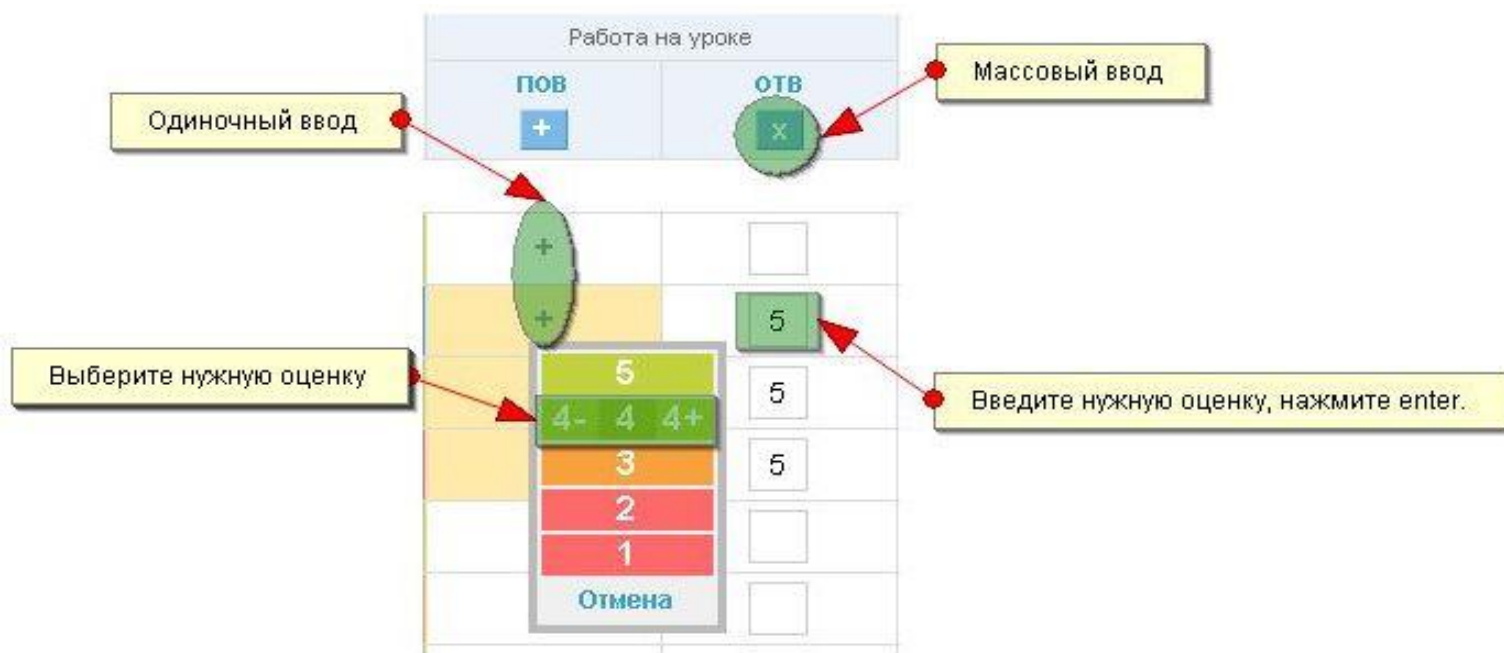 Работа на уроке
Массовый ввод
пов отв
Одиночный ввод
+ x
+
+ 5
Выберите нужную оценку
5 5
4- 4 4+
Введите нужную оценку, нажмите enter.
3 5
2
1
Отмена